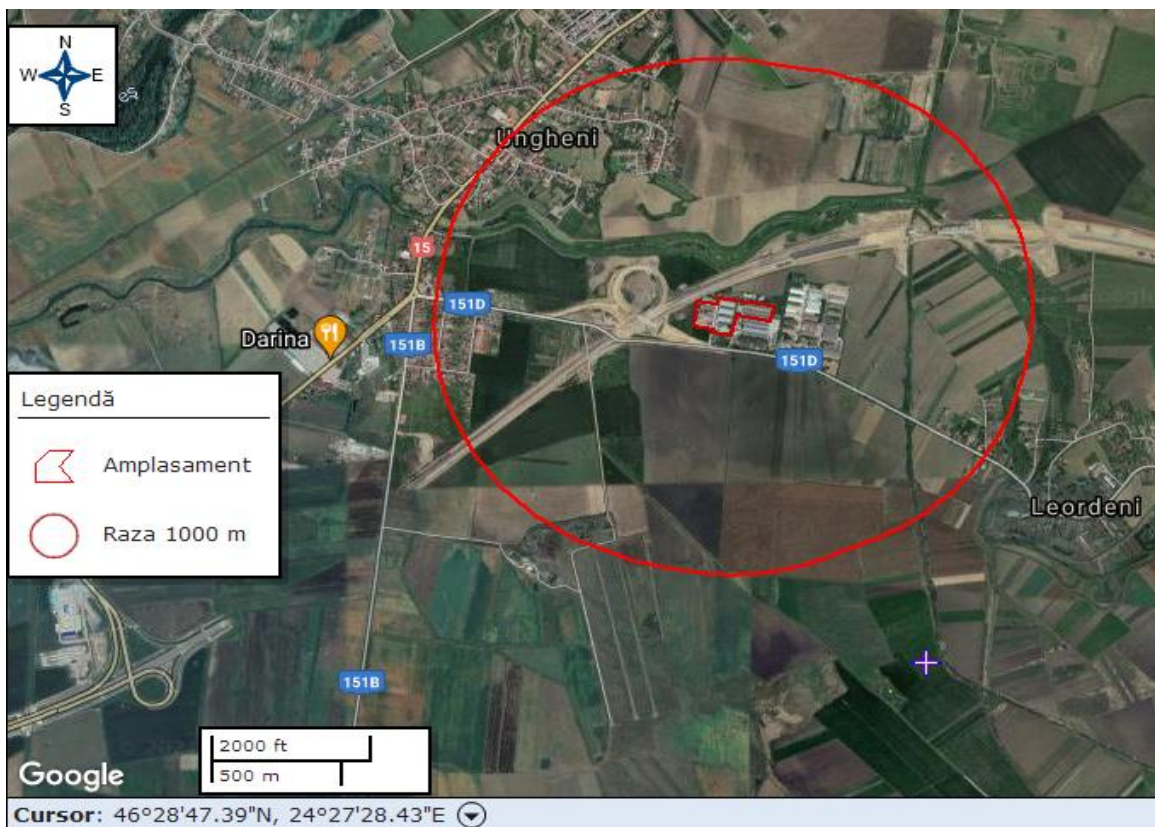 N
W E
S
Ungheni
15
151D
Darina
151B
151D
Legendă
Amplasament
Leordeni
Raza 1000 m
151B
2000 ft
500 m
Google
Cursor: 46°28'47.39"N, 24°27'28.43"E